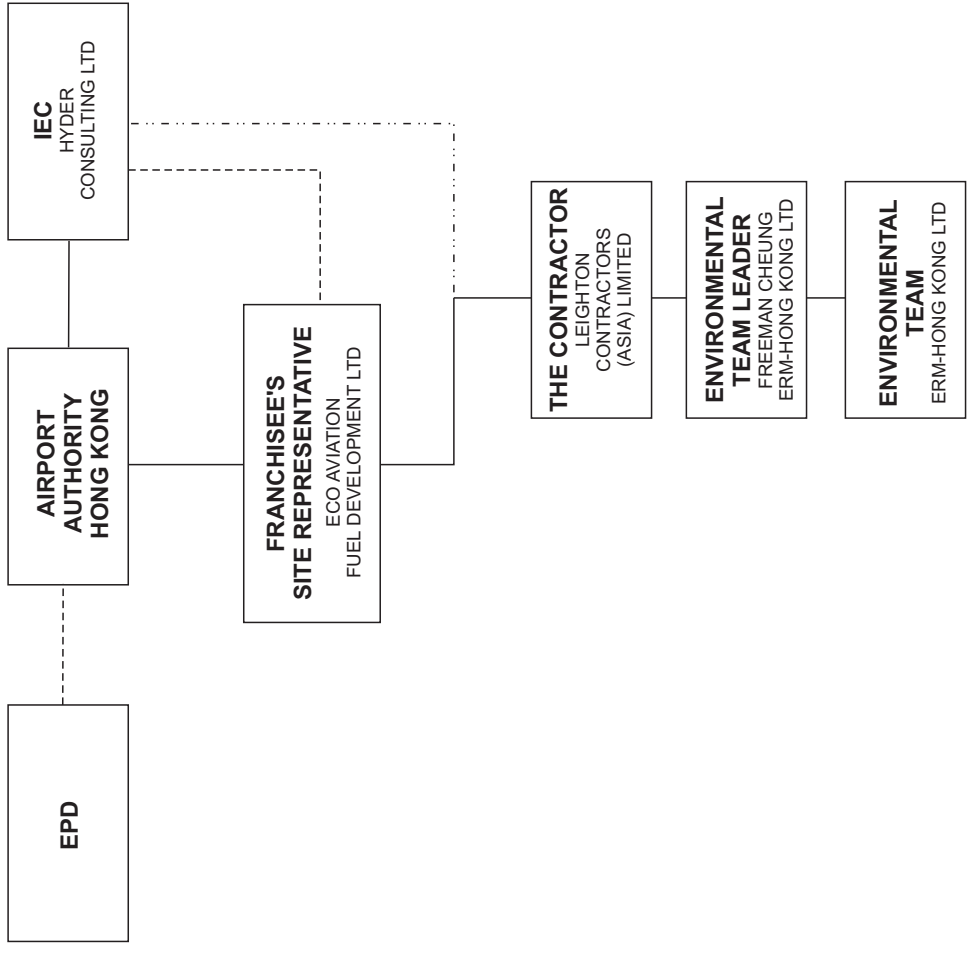 EPD
AIRPORT
AUTHORITY
HONG KONG
IEC
HYDER
CONSULTING LTD
FRANCHISEE'S
SITE REPRESENTATIVE
ECO AVIATION
FUEL DEVELOPMENT LTD
THE CONTRACTOR
LEIGHTON
CONTRACTORS
(ASIA) LIMITED
ENVIRONMENTAL
TEAM LEADER
FREEMAN CHEUNG
ERM-HONG KONG LTD
ENVIRONMENTAL
TEAM
ERM-HONG KONG LTD